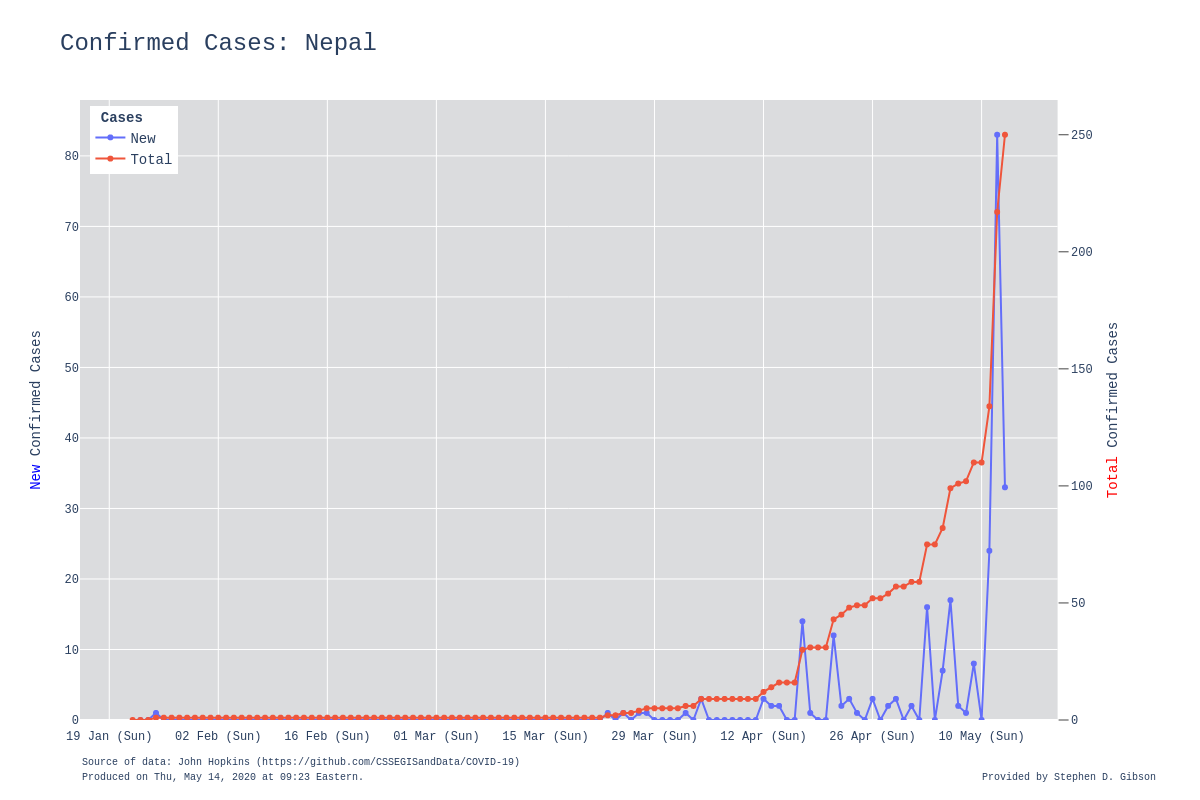 Confirmed Cases: Nepal
Cases
New
Total
80
70
60
50
40
30
20
10
0
New Confirmed Cases
250
200
150
100
50
0
Total Confirmed Cases
19 Jan (Sun) 02 Feb (Sun) 16 Feb (Sun) 01 Mar (Sun) 15 Mar (Sun) 29 Mar (Sun) 12 Apr (Sun) 26 Apr (Sun) 10 May (Sun)
Source of data: John Hopkins (https://github.com/CSSEGISandData/COVID-19)
Produced on Thu, May 14, 2020 at 09:23 Eastern.
Provided by Stephen D. Gibson